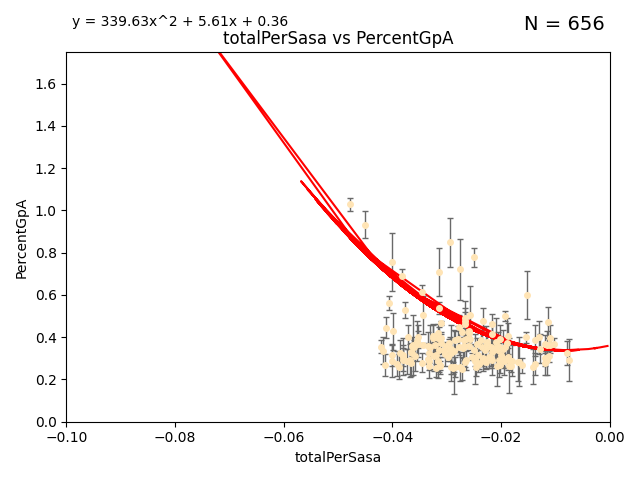 y = 339.63x^2 + 5.61x + 0.36
N = 656
totalPerSasa vs PercentGpA
1.6
1.4
1.2
1.0
0.8
0.6
0.4
0.2
0.0
PercentGpA
−0.10 −0.08 −0.06 −0.04 −0.02 0.00
totalPerSasa